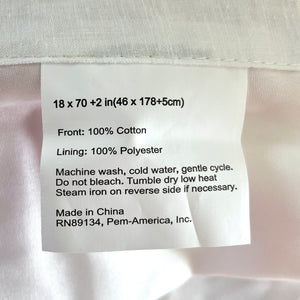 18 x 70 +2 in(46 x 178+5cm)
Front: 100% Cotton
Lining: 100% Polyester
Machine wash, cold water, gentle cycle.
Do not bleach. Tumble dry low heat
Steam iron on reverse side if necessary.
Made in China
RN89134, Pem-America, Inc.